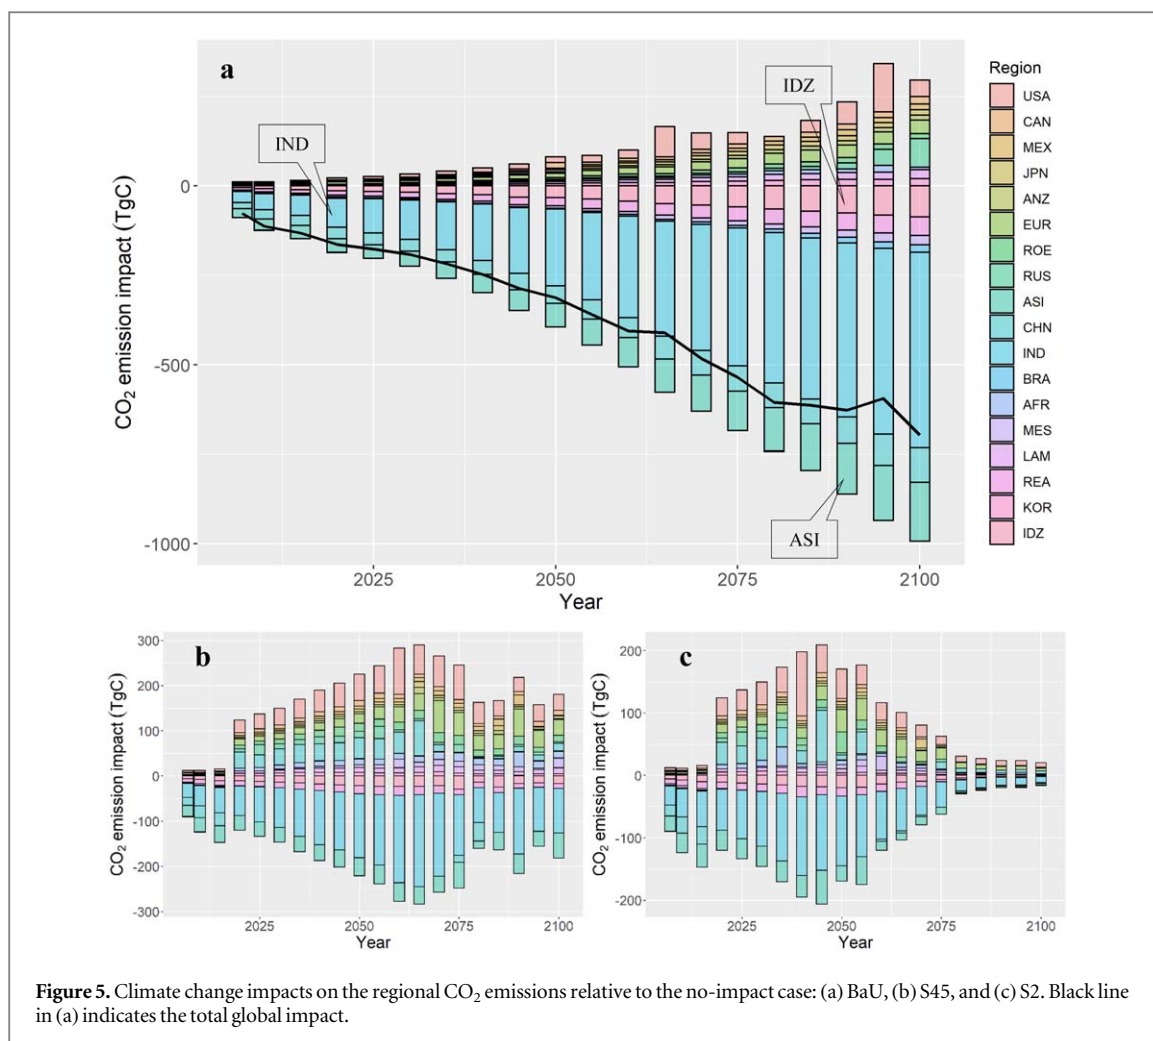 a
IDZ
IND
ASI
0
-500
-1000
CO₂ emission impact (TgC)
2025
2050
2075
2100
Year
Region
USA
CAN
MEX
JPN
ANZ
EUR
ROE
RUS
ASI
CHN
IND
BRA
AFR
MES
LAM
REA
KOR
IDZ
b
300
200
100
0
-100
-200
-300
CO₂ emission impact (TgC)
2025
2050
2075
2100
Year
c
200
100
0
-100
-200
CO₂ emission impact (TgC)
2025
2050
2075
2100
Year
Figure 5. Climate change impacts on the regional CO₂ emissions relative to the no-impact case: (a) BaU, (b) S45, and (c) S2. Black line
in (a) indicates the total global impact.